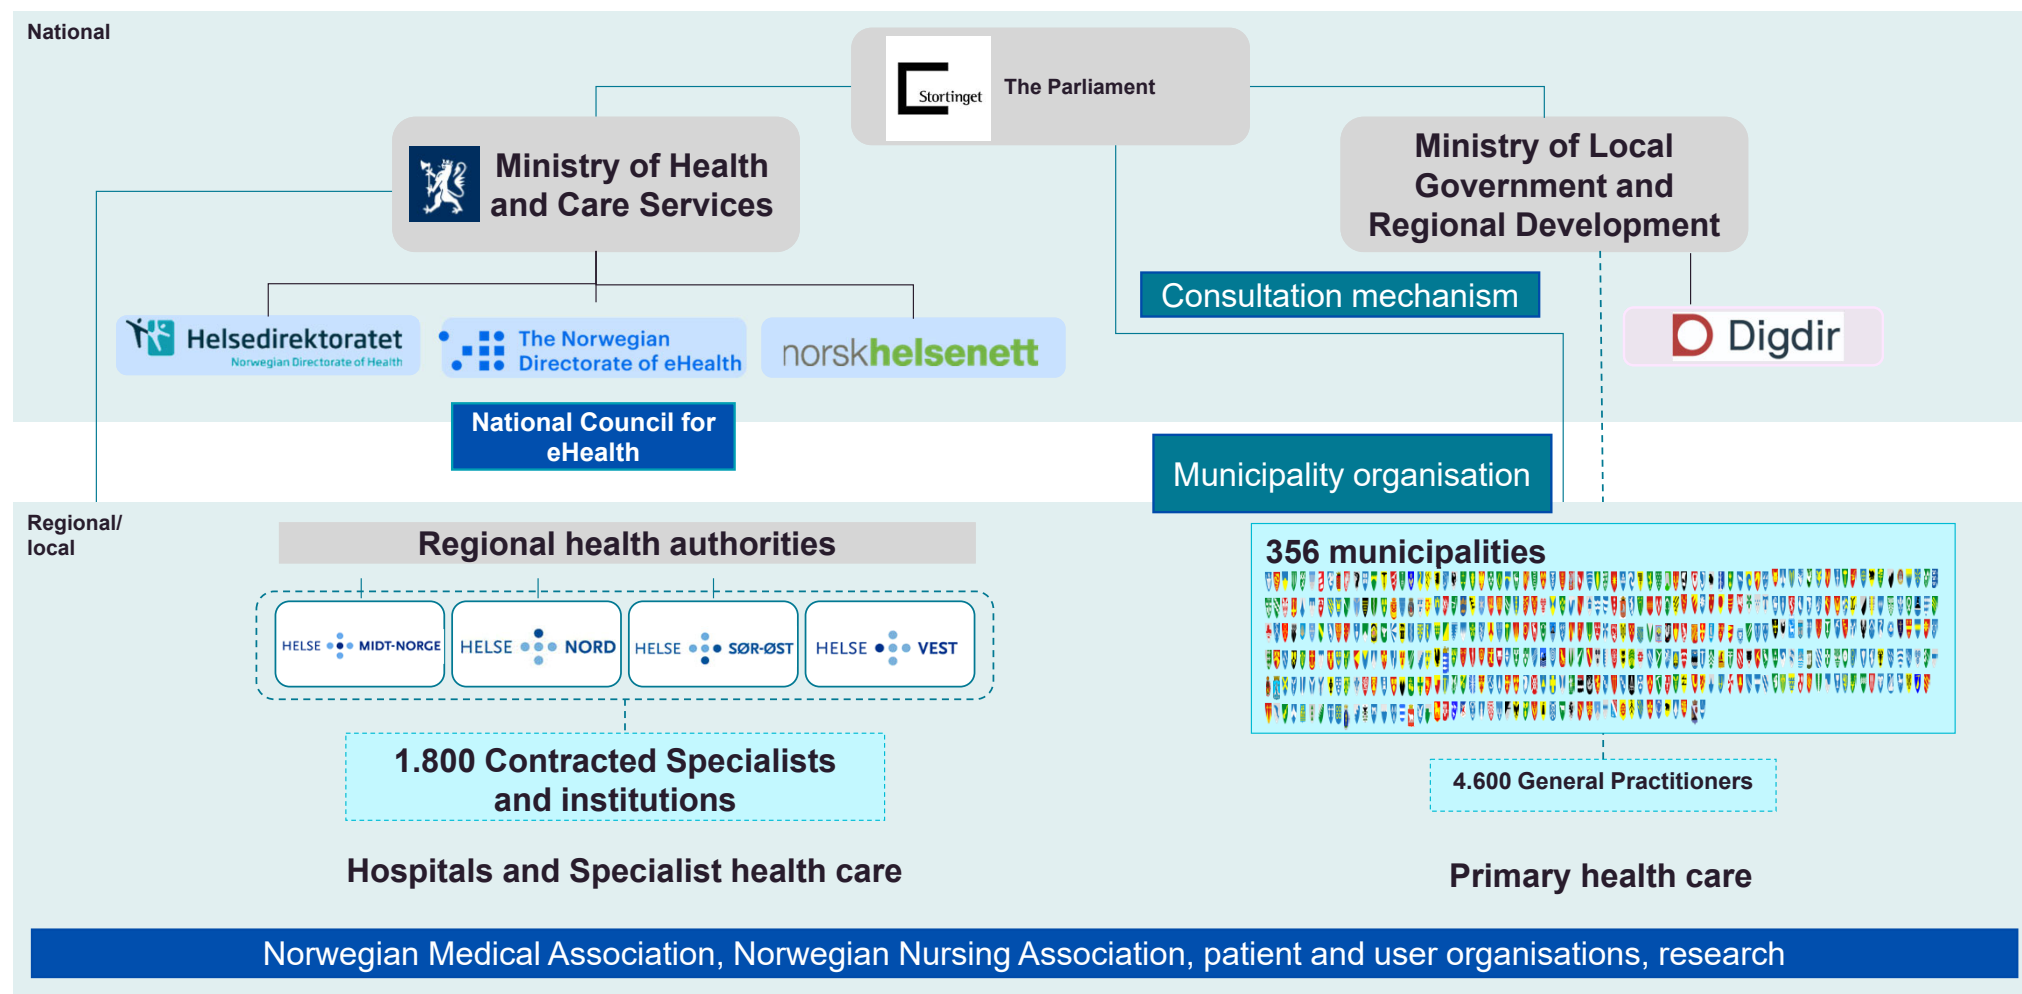 National
Stortinget
The Parliament
Ministry of Health
and Care Services
Ministry of Local
Government and
Regional Development
Consultation mechanism
Helsedirektoratet
Norwegian Directorate of Health
The Norwegian
Directorate of eHealth
norskhelsenett
Digdir
National Council for
eHealth
Municipality organisation
Regional/
local
Regional health authorities
356 municipalities
HELSE MIDT-NORGE
HELSE NORD
HELSE SØR-ØST
HELSE VEST
1.800 Contracted Specialists
and institutions
4.600 General Practitioners
Hospitals and Specialist health care
Primary health care
Norwegian Medical Association, Norwegian Nursing Association, patient and user organisations, research